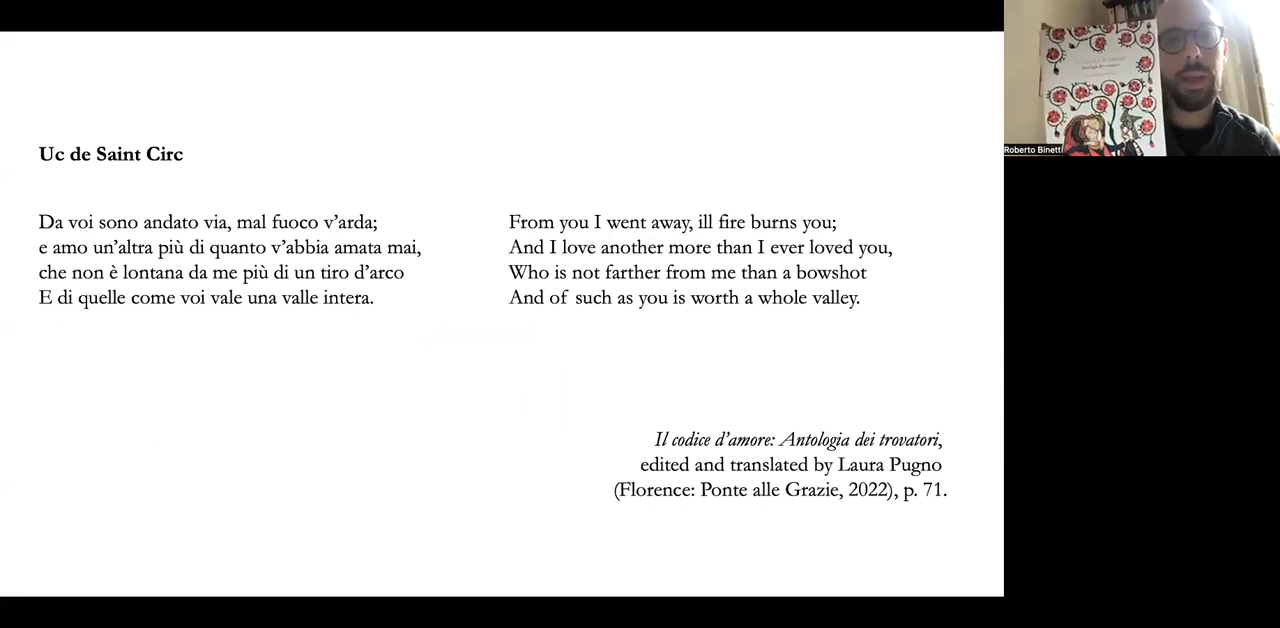 Uc de Saint Circ
Da voi sono andato via, mal fuoco v’arda;
e amo un’altra più di quanto v’abbia amata mai,
che non è lontana da me più di un tiro d’arco
E di quelle come voi vale una valle intera.
From you I went away, ill fire burns you;
And I love another more than I ever loved you,
Who is not farther from me than a bowshot
And of such as you is worth a whole valley.
Il codice d’amore: Antologia dei trovatori,
edited and translated by Laura Pugno
(Florence: Ponte alle Grazie, 2022), p. 71.
Roberto Binetti